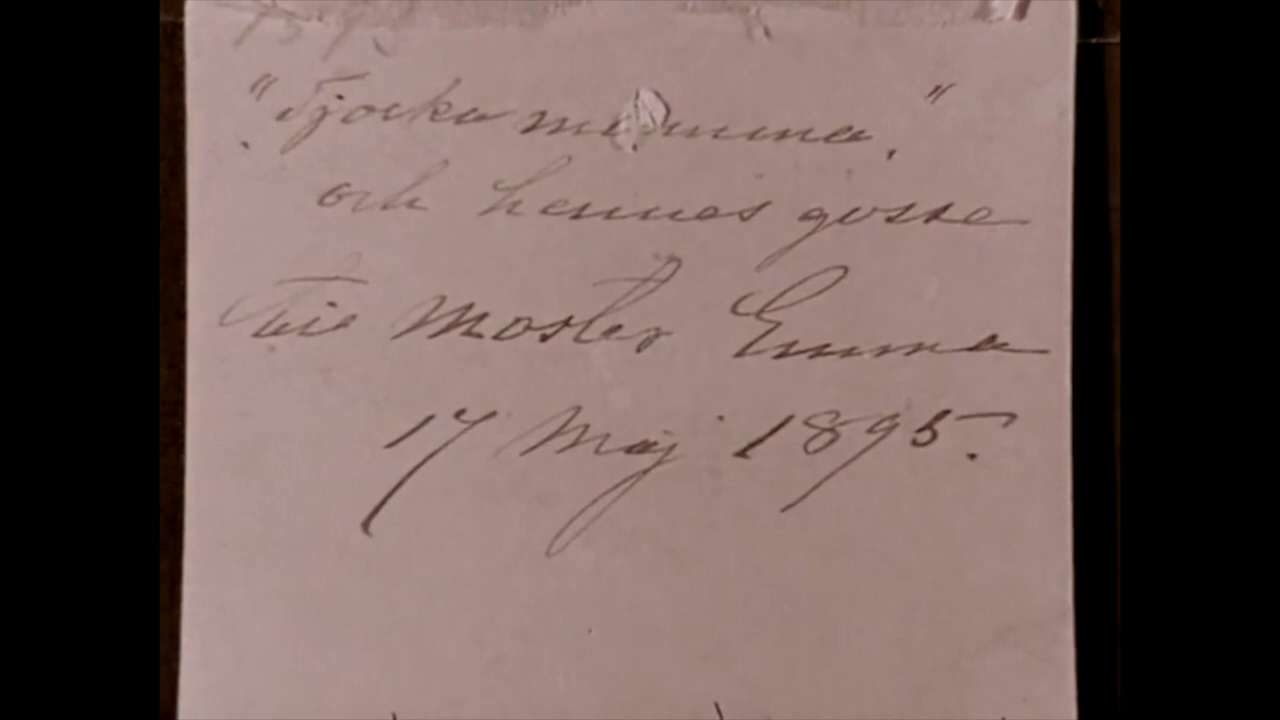 "Tjocka mamma."
och hennes gosse
till Moster Emma
17 Maj 1895.